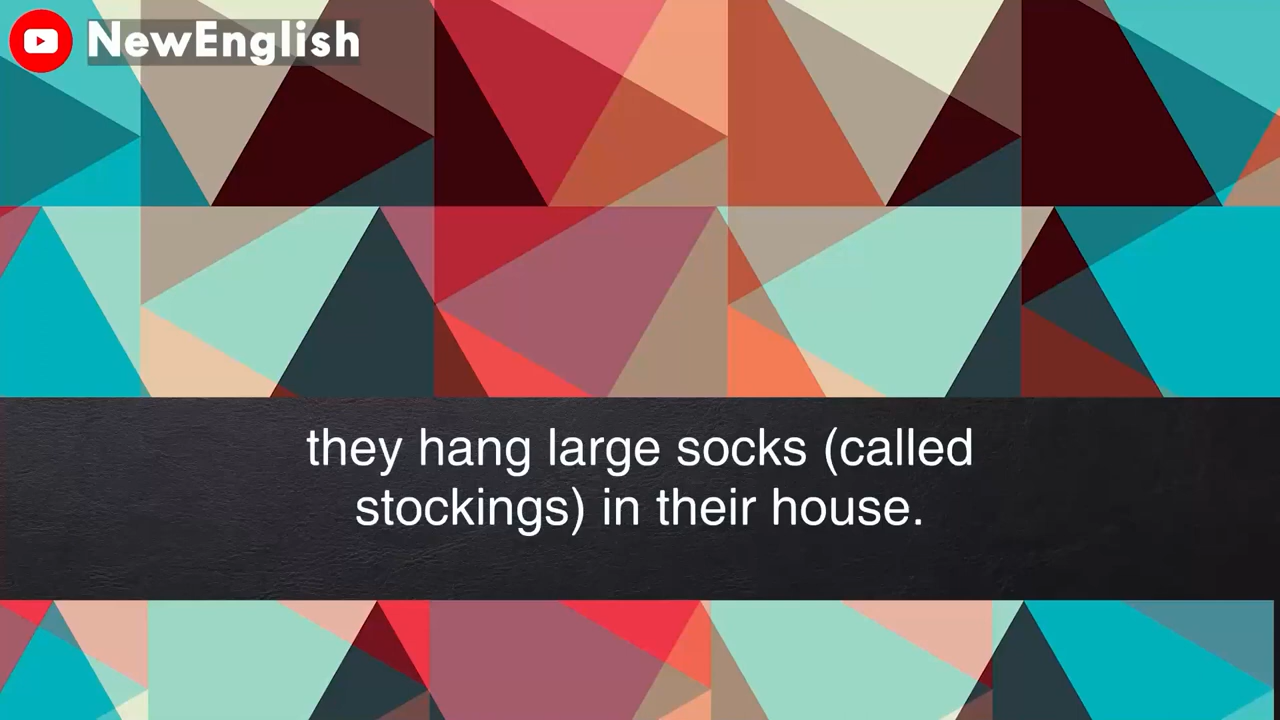 NewEnglish
they hang large socks (called
stockings) in their house.